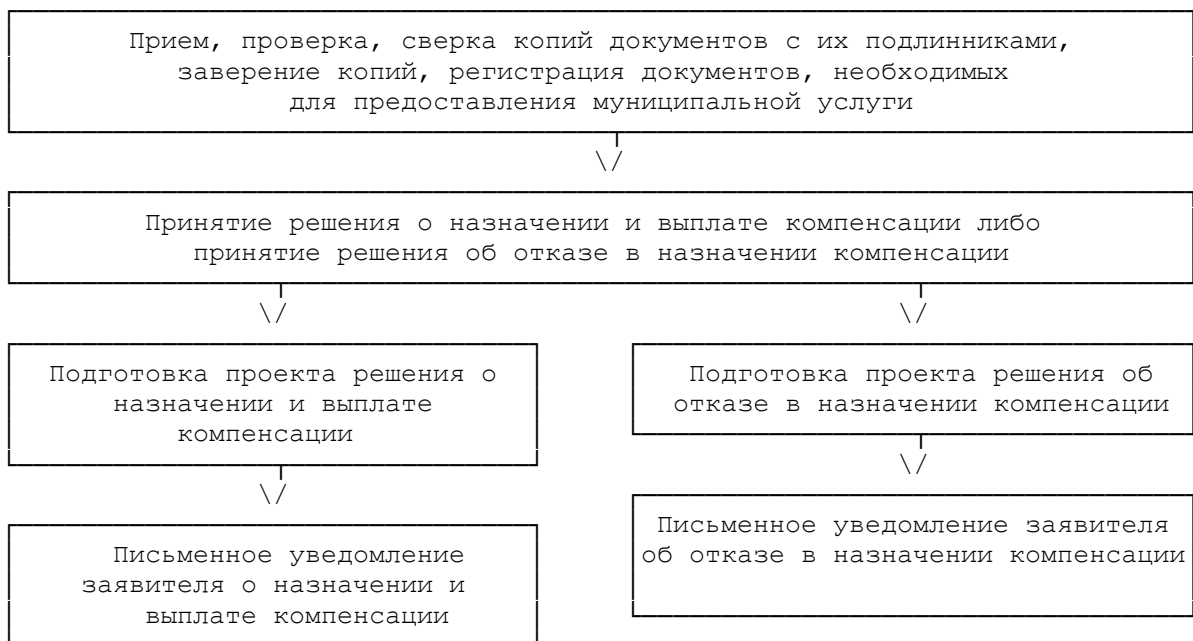 Прием, проверка, сверка копий документов с их подлинниками,
заверение копий, регистрация документов, необходимых
для предоставления муниципальной услуги
Принятие решения о назначении и выплате компенсации либо
принятие решения об отказе в назначении компенсации
Подготовка проекта решения о
назначении и выплате
компенсации
Подготовка проекта решения об
отказе в назначении компенсации
Письменное уведомление
заявителя о назначении и
выплате компенсации
Письменное уведомление заявителя
об отказе в назначении компенсации